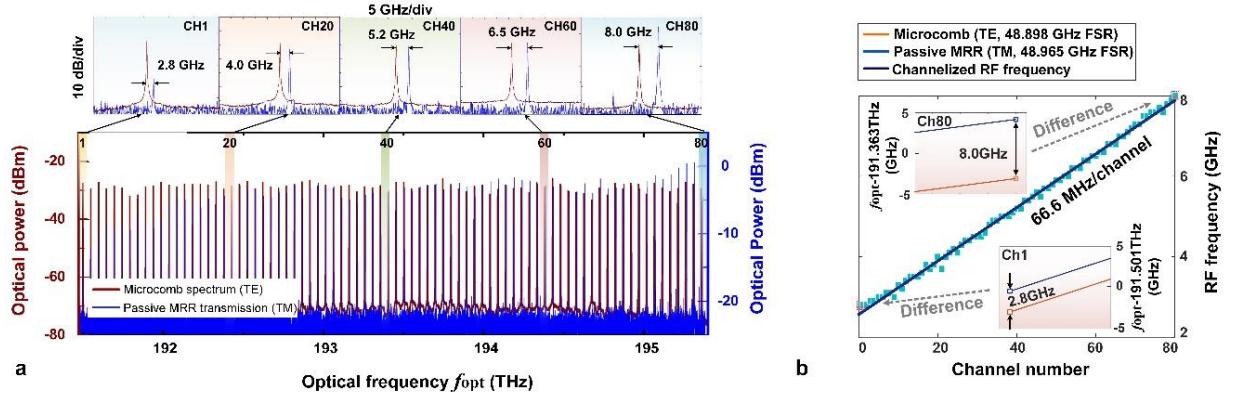 5 GHz/div
CH1
CH20
CH40
CH60
CH80
10 dB/div
2.8 GHz
4.0 GHz
5.2 GHz
6.5 GHz
8.0 GHz
1
20
40
60
80
Optical power (dBm)
-20
-40
-60
-80
0
-5
-10
-15
-20
Optical Power (dBm)
Microcomb spectrum (TE)
Passive MRR transmission (TM)
192
193
194
195
Optical frequency fopt (THz)
a
Microcomb (TE, 48.898 GHz FSR)
Passive MRR (TM, 48.965 GHz FSR)
Channelized RF frequency
fopt-191.363THz
(GHz)
5
0
-5
Ch80
8.0GHz
Difference
66.6 MHz/channel
Ch1
2.8GHz
Difference
5
0
-5
fopt-191.501THz
(GHz)
8
6
4
2
RF frequency (GHz)
0
20
40
60
80
Channel number
b